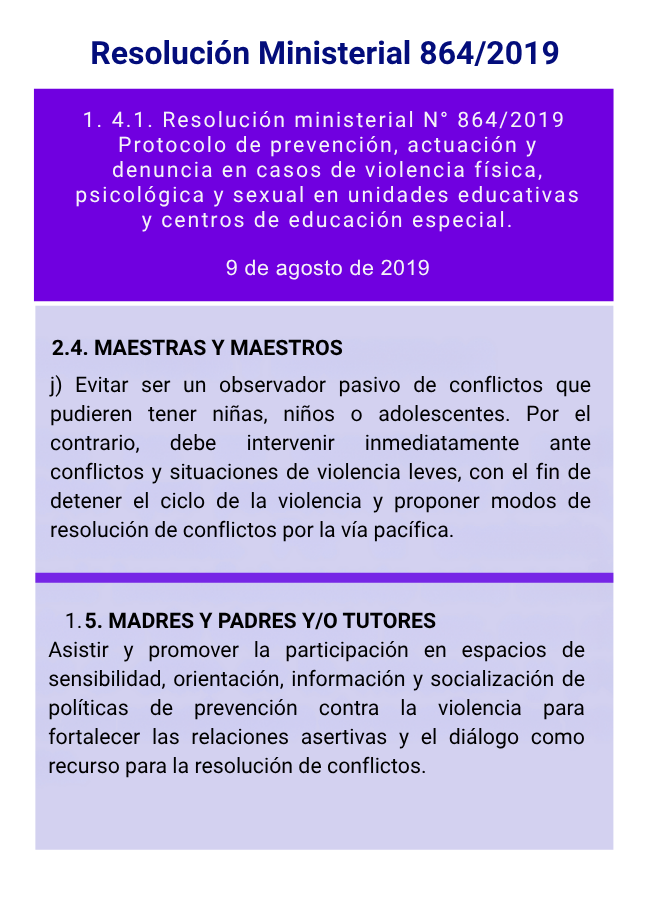 Resolución Ministerial 864/2019
1. 4.1. Resolución ministerial N° 864/2019
Protocolo de prevención, actuación y
denuncia en casos de violencia física,
psicológica y sexual en unidades educativas
y centros de educación especial.
9 de agosto de 2019
2.4. MAESTRAS Y MAESTROS
j) Evitar ser un observador pasivo de conflictos que
pudieren tener niñas, niños o adolescentes. Por el
contrario, debe intervenir inmediatamente ante
conflictos y situaciones de violencia leves, con el fin de
detener el ciclo de la violencia y proponer modos de
resolución de conflictos por la vía pacífica.
1. 5. MADRES Y PADRES Y/O TUTORES
Asistir y promover la participación en espacios de
sensibilidad, orientación, información y socialización de
políticas de prevención contra la violencia para
fortalecer las relaciones asertivas y el diálogo como
recurso para la resolución de conflictos.